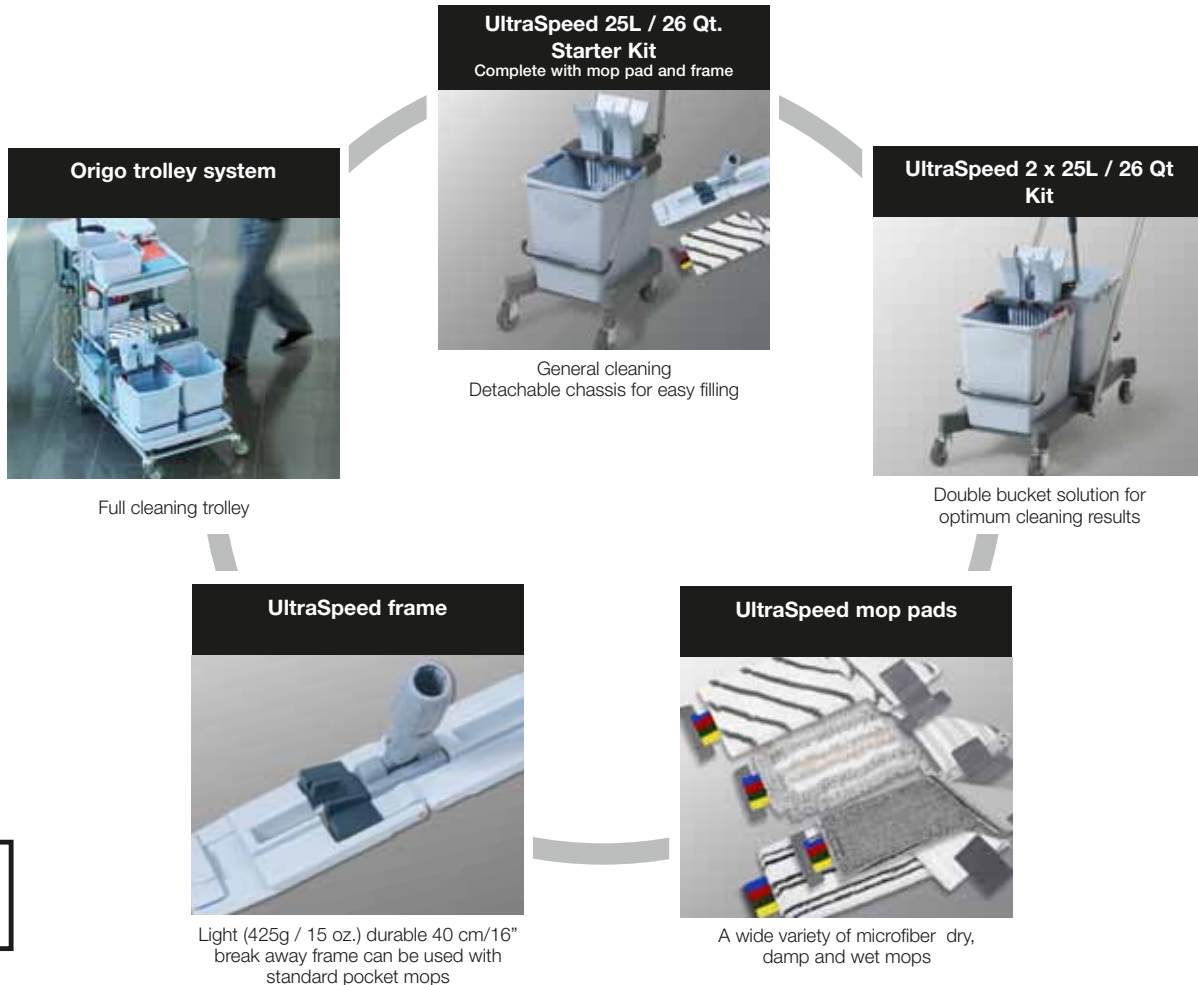 UltraSpeed 25L / 26 Qt.
Starter Kit
Complete with mop pad and frame
General cleaning
Detachable chassis for easy filling
Origo trolley system
Full cleaning trolley
UltraSpeed 2 x 25L / 26 Qt
Kit
Double bucket solution for
optimum cleaning results
UltraSpeed frame
Light (425g / 15 oz.) durable 40 cm/16”
break away frame can be used with
standard pocket mops
UltraSpeed mop pads
A wide variety of microfiber dry,
damp and wet mops